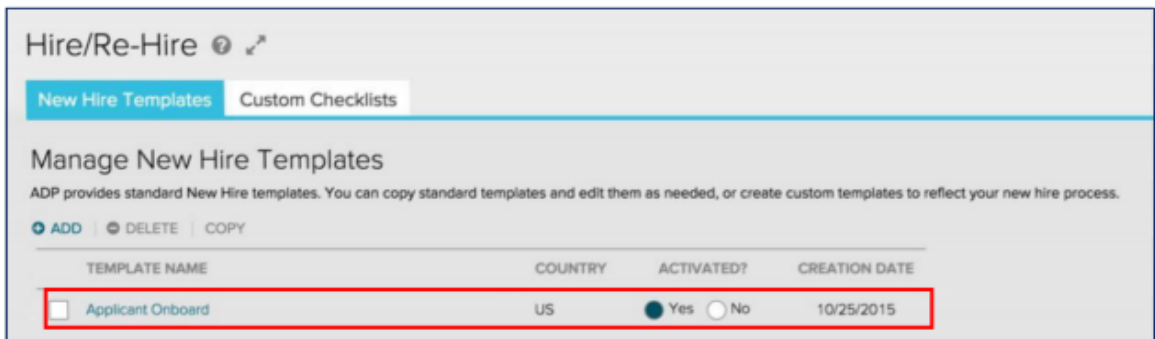 Hire/Re-Hire ?
New Hire Templates Custom Checklists
Manage New Hire Templates
ADP provides standard New Hire templates. You can copy standard templates and edit them as needed, or create custom templates to reflect your new hire process.
ADD | DELETE | COPY
TEMPLATE NAME COUNTRY ACTIVATED? CREATION DATE
Applicant Onboard US Yes No 10/25/2015